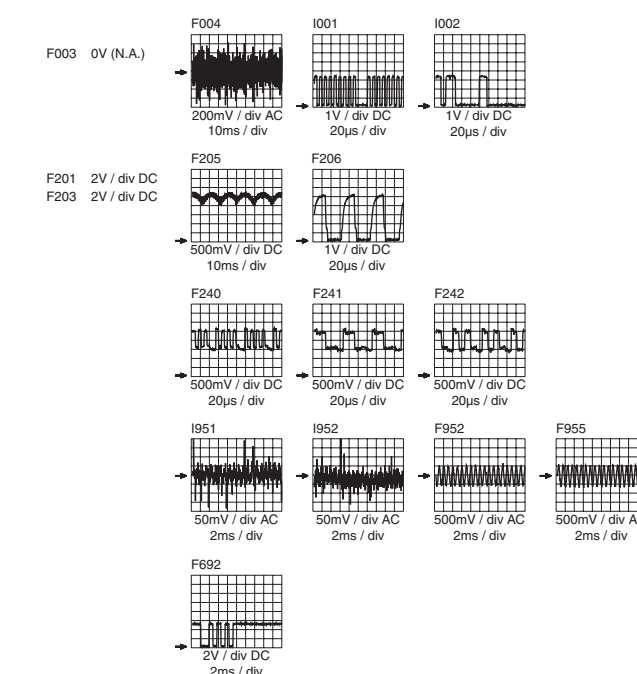 F004 I001 I002
F003 0V (N.A.)
200mV / div AC 1V / div DC 1V / div DC
10ms / div 20µs / div 20µs / div
F205 F206
F201 2V / div DC
F203 2V / div DC
500mV / div DC 1V / div DC
10ms / div 20µs / div
F240 F241 F242
500mV / div DC 500mV / div DC 500mV / div DC
20µs / div 20µs / div 20µs / div
I951 I952 F952 F955
50mV / div AC 50mV / div AC 500mV / div AC 500mV / div A
2ms / div 2ms / div 2ms / div 2ms / div
F692
2V / div DC
2ms / div